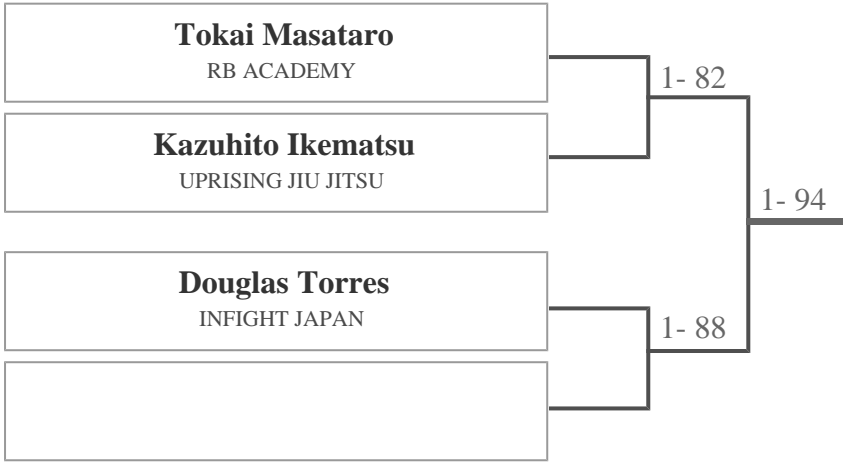 Tokai Masataro
RB ACADEMY
1- 82
Kazuhito Ikematsu
UPRISING JIU JITSU
1- 94
Douglas Torres
INFIGHT JAPAN
1- 88